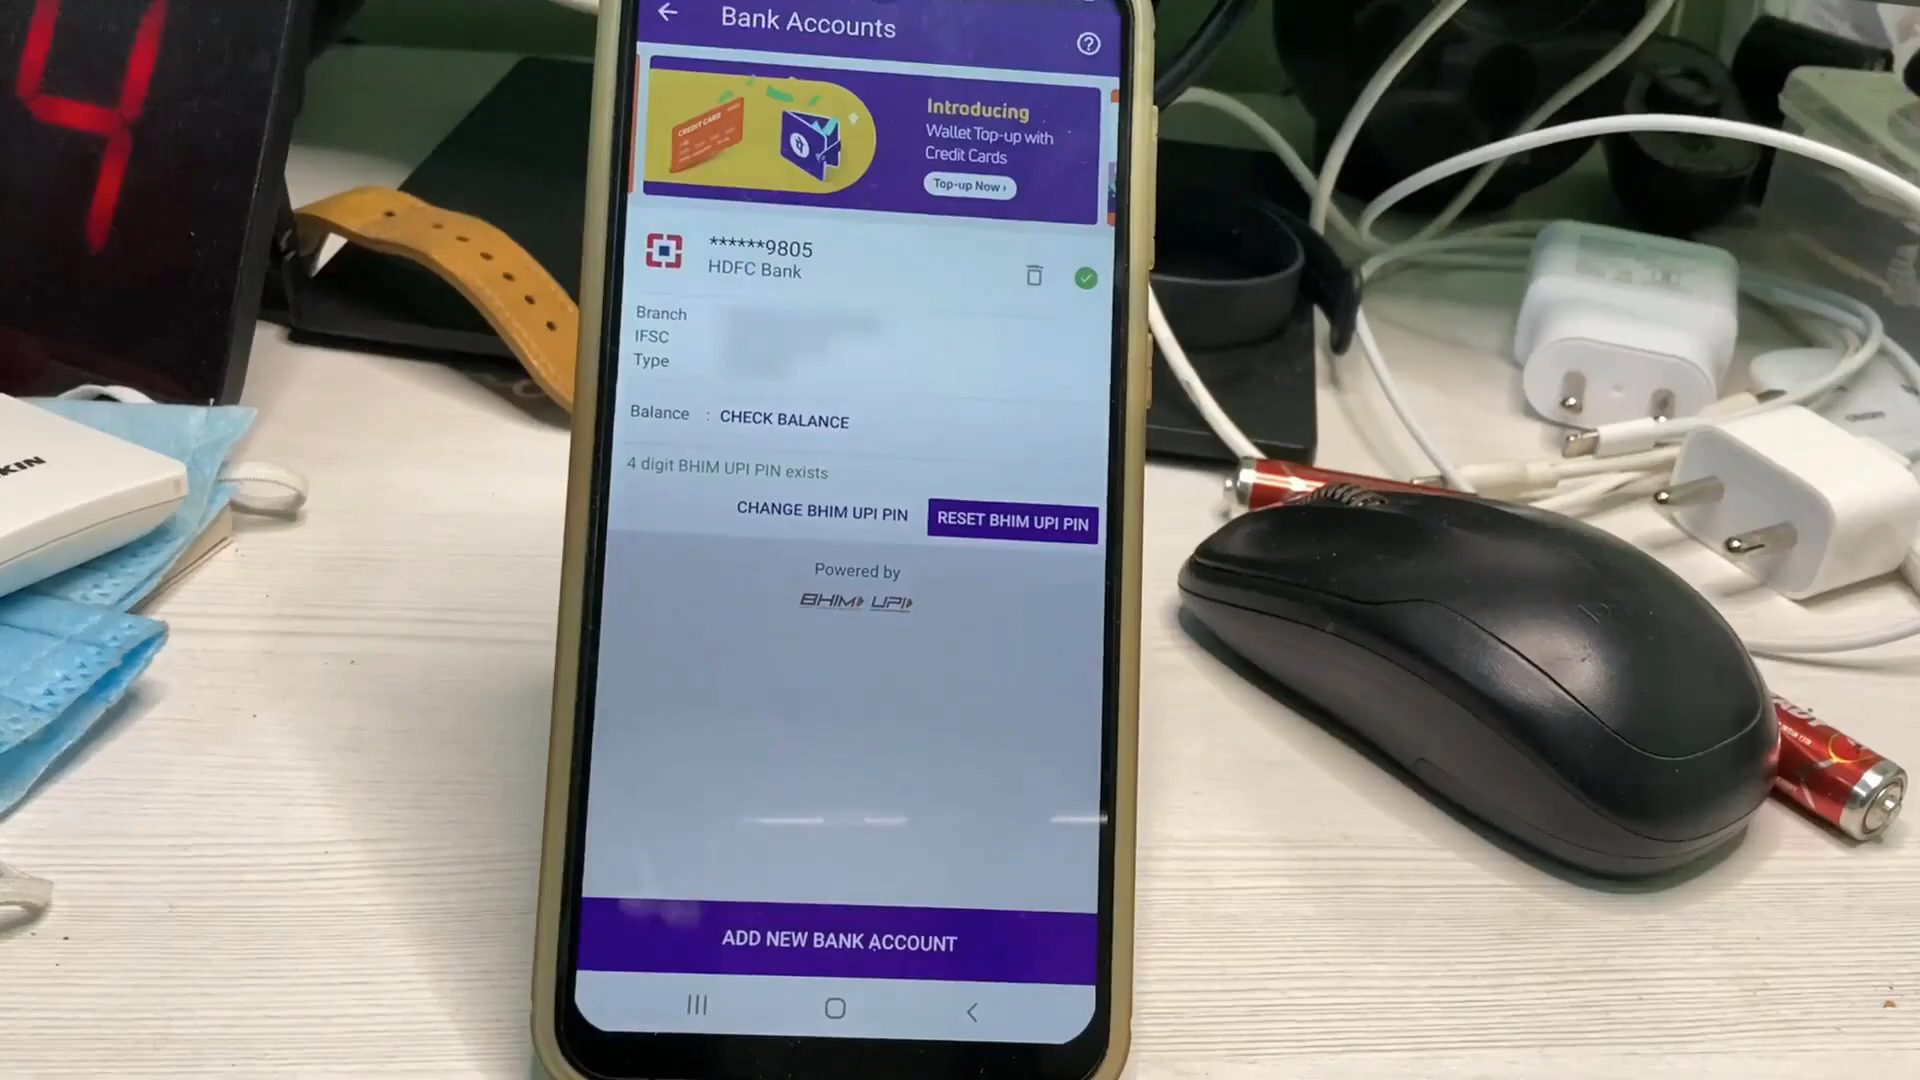 4
Bank Accounts
Introducing
Wallet Top-up with
Credit Cards
Top-up Now ›
CREDIT CARD
******9805
HDFC Bank
Branch
IFSC
Type
Balance : CHECK BALANCE
4 digit BHIM UPI PIN exists
CHANGE BHIM UPI PIN
RESET BHIM UPI PIN
Powered by
BHIM UPI
ADD NEW BANK ACCOUNT
KIN